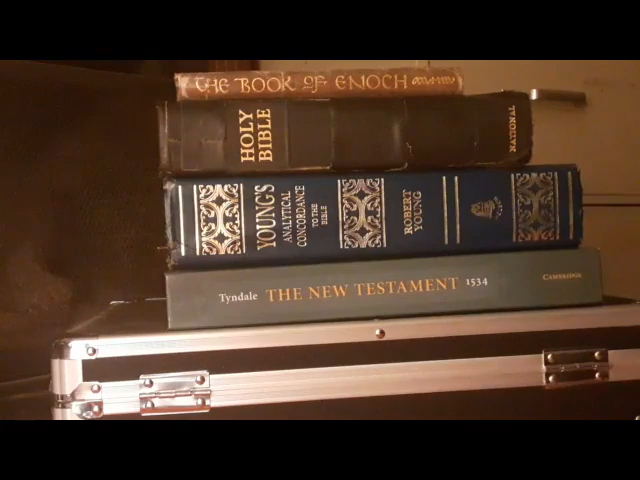 THE BOOK OF ENOCH
HOLY
BIBLE
NATIONAL
YOUNG'S
ANALYTICAL
CONCORDANCE
TO THE
BIBLE
ROBERT
YOUNG
Tyndale THE NEW TESTAMENT 1534 CAMBRIDGE